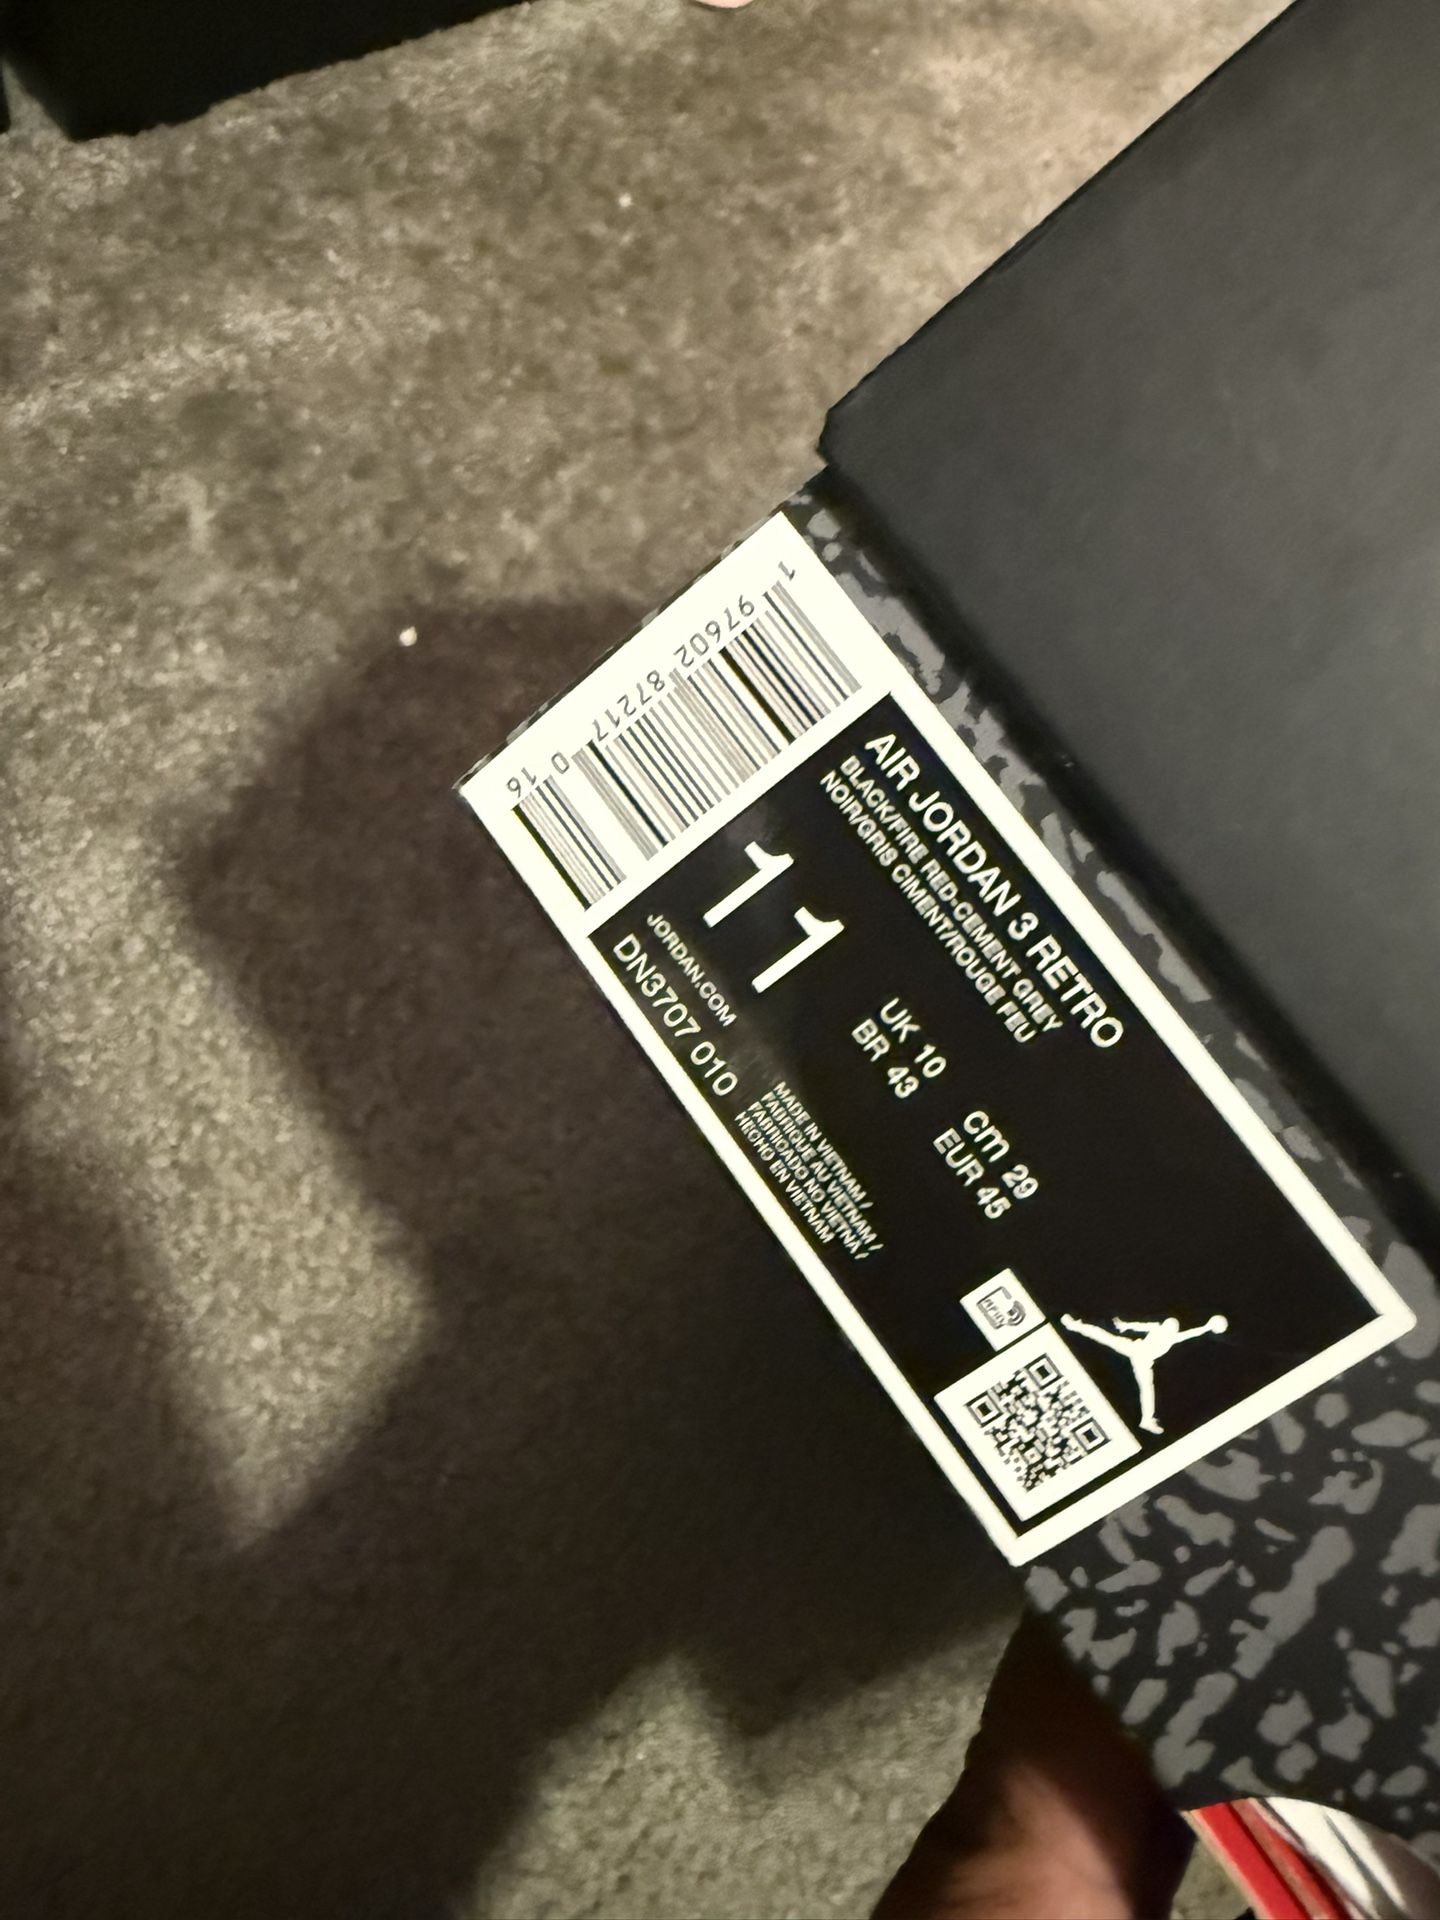 1 97602 87217 0 16
AIR JORDAN 3 RETRO
BLACK/FIRE RED-CEMENT GREY
NOIR/GRIS CIMENT/ROUGE FEU
11
UK 10
BR 43
cm 29
EUR 45
JORDAN.COM
DN3707 010
MADE IN VIETNAM /
FABRIQUE AU VIETNAM /
FABRICADO NO VIETNA /
HECHO EN VIETNAM